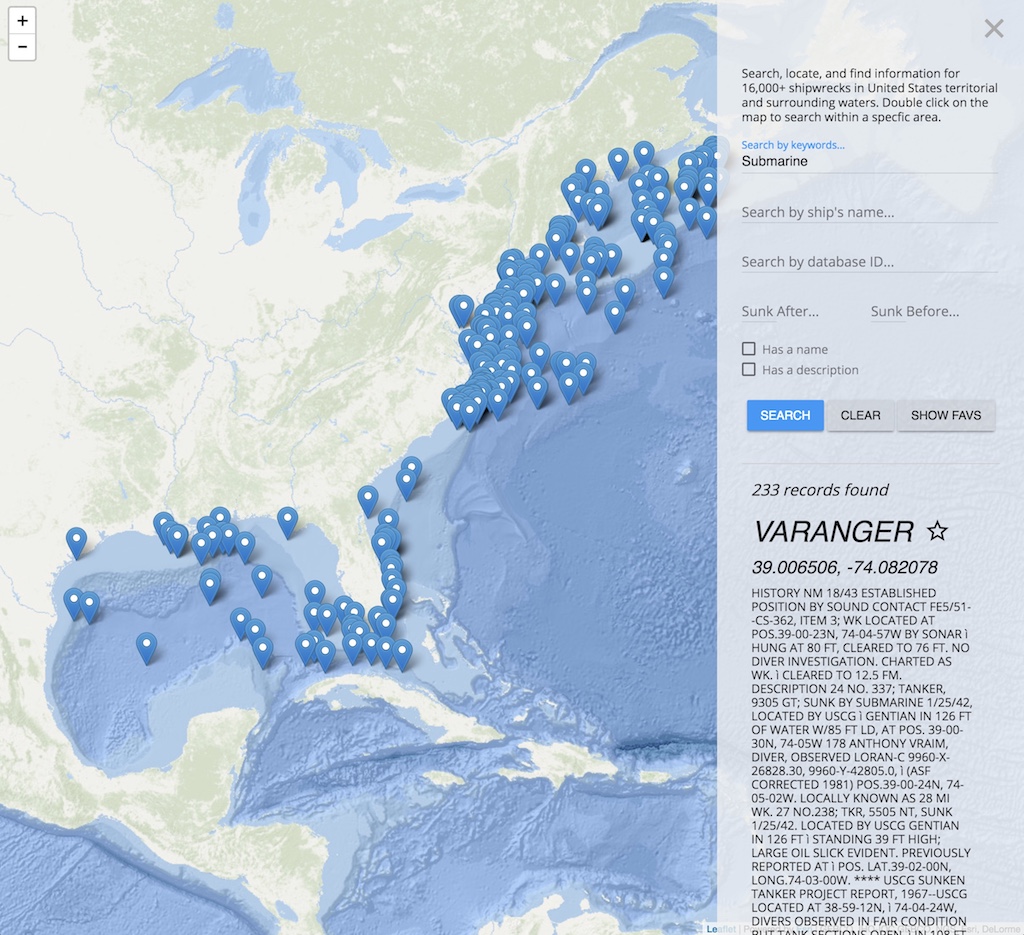 +
−
Search, locate, and find information for
16,000+ shipwrecks in United States territorial
and surrounding waters. Double click on the
map to search within a specfic area.
Search by keywords...
Submarine
Search by ship's name...
Search by database ID...
Sunk After... Sunk Before...
Has a name
Has a description
SEARCH CLEAR SHOW FAVS
233 records found
VARANGER
39.006506, -74.082078
HISTORY NM 18/43 ESTABLISHED
POSITION BY SOUND CONTACT FE5/51-
-CS-362, ITEM 3; WK LOCATED AT
POS.39-00-23N, 74-04-57W BY SONAR ì
HUNG AT 80 FT, CLEARED TO 76 FT. NO
DIVER INVESTIGATION. CHARTED AS
WK. ì CLEARED TO 12.5 FM.
DESCRIPTION 24 NO. 337; TANKER,
9305 GT; SUNK BY SUBMARINE 1/25/42,
LOCATED BY USCG ì GENTIAN IN 126 FT
OF WATER W/85 FT LD, AT POS. 39-00-
30N, 74-05W 178 ANTHONY VRAIM,
DIVER, OBSERVED LORAN-C 9960-X-
26828.30, 9960-Y-42805.0, ì (ASF
CORRECTED 1981) POS.39-00-24N, 74-
05-02W. LOCALLY KNOWN AS 28 MI
WK. 27 NO.238; TKR, 5505 NT, SUNK
1/25/42. LOCATED BY USCG GENTIAN
IN 126 FT ì STANDING 39 FT HIGH;
LARGE OIL SLICK EVIDENT. PREVIOUSLY
REPORTED AT ì POS. LAT.39-02-00N,
LONG.74-03-00W. **** USCG SUNKEN
TANKER PROJECT REPORT, 1967--USCG
LOCATED AT 38-59-12N, ì 74-04-24W,
DIVERS OBSERVED IN FAIR CONDITION
BUT TANK SECTIONS OPEN ì IN 108 FT
Leaflet | DeLorme